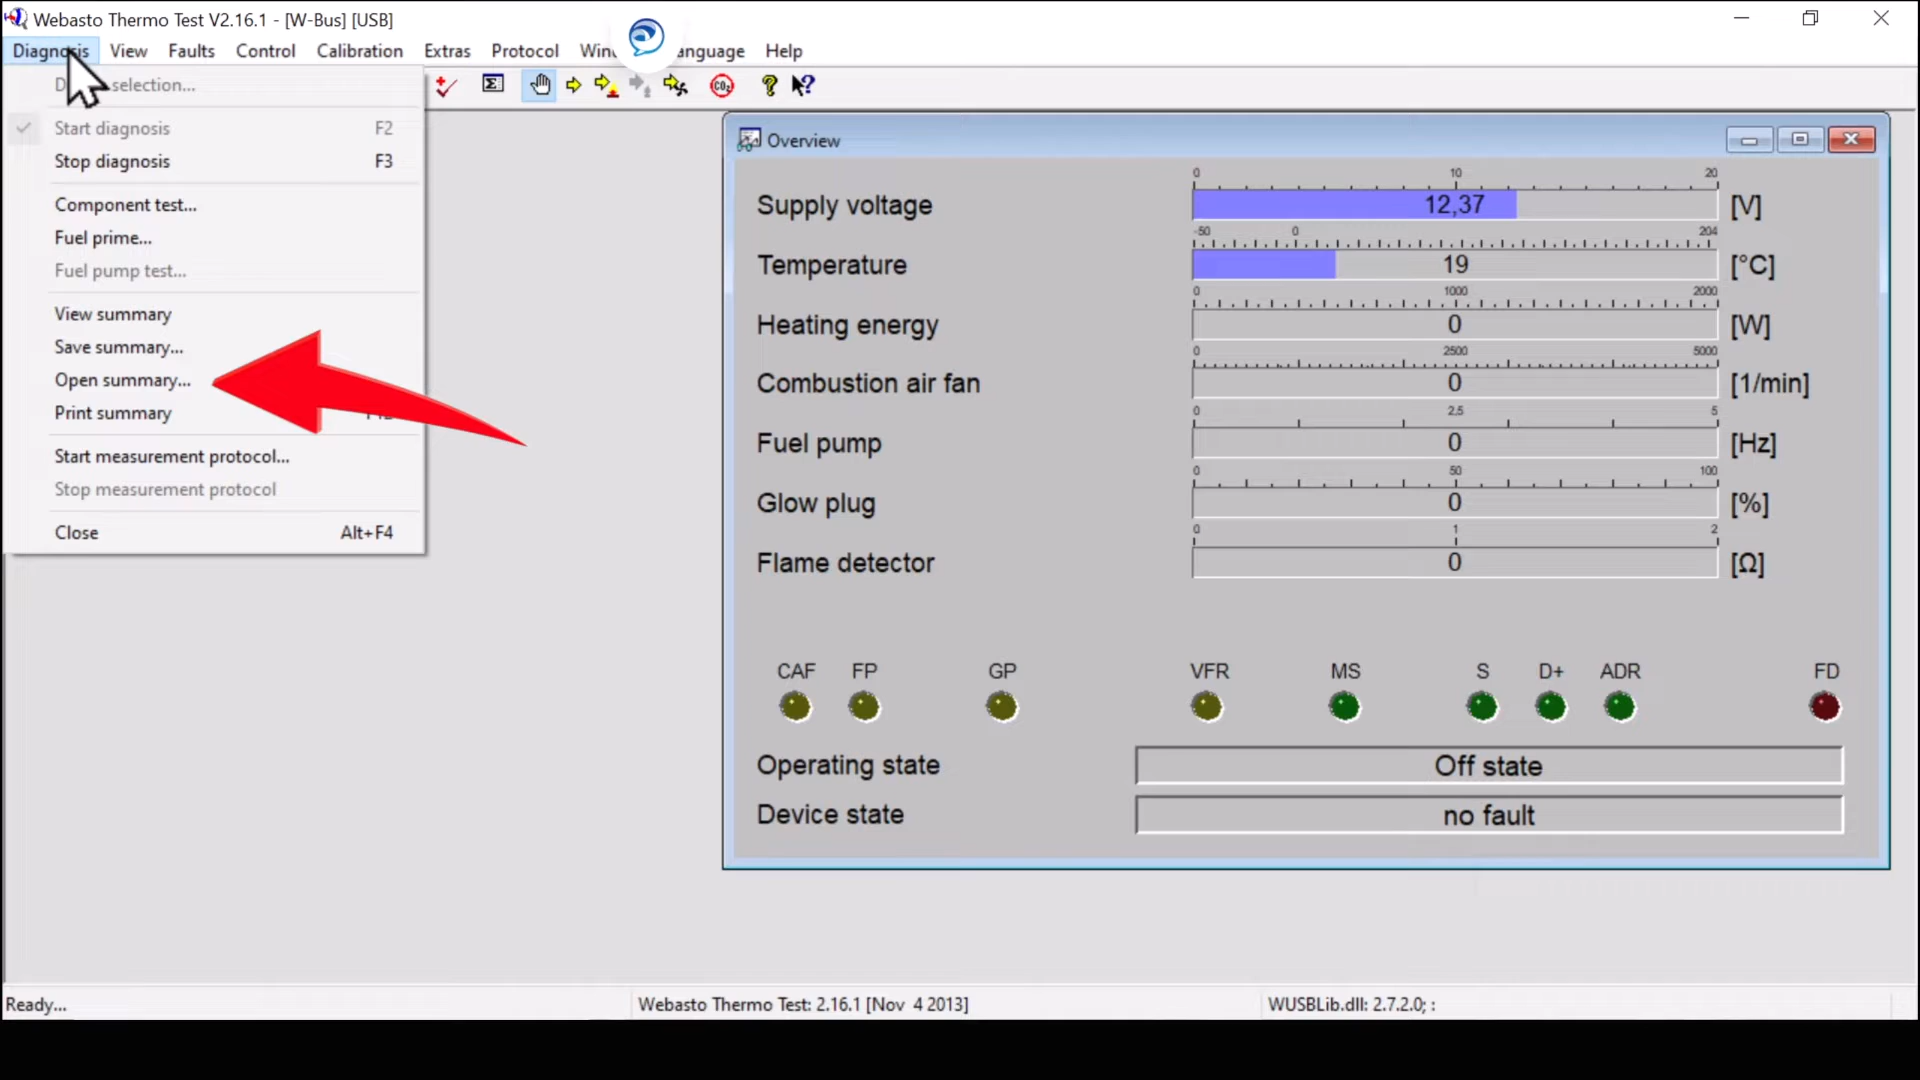 Webasto Thermo Test V2.16.1 - [W-Bus] [USB]
Diagnosis View Faults Control Calibration Extras Protocol Help
selection...
Start diagnosis F2
Stop diagnosis F3
Component test...
Fuel prime...
Fuel pump test...
View summary
Save summary...
Open summary...
Print summary
Start measurement protocol...
Stop measurement protocol
Close Alt+F4
CO2
Overview
0 10 20
Supply voltage 12,37 [V]
-50 0 204
Temperature 19 [°C]
0 1000 2000
Heating energy 0 [W]
0 2500 5000
Combustion air fan 0 [1/min]
0 2,5 5
Fuel pump 0 [Hz]
0 50 100
Glow plug 0 [%]
0 1 2
Flame detector 0 [Ω]
CAF FP GP VFR MS S D+ ADR FD
Operating state Off state
Device state no fault
Ready... Webasto Thermo Test: 2.16.1 [Nov 4 2013] WUSBLib.dll: 2.7.2.0; :